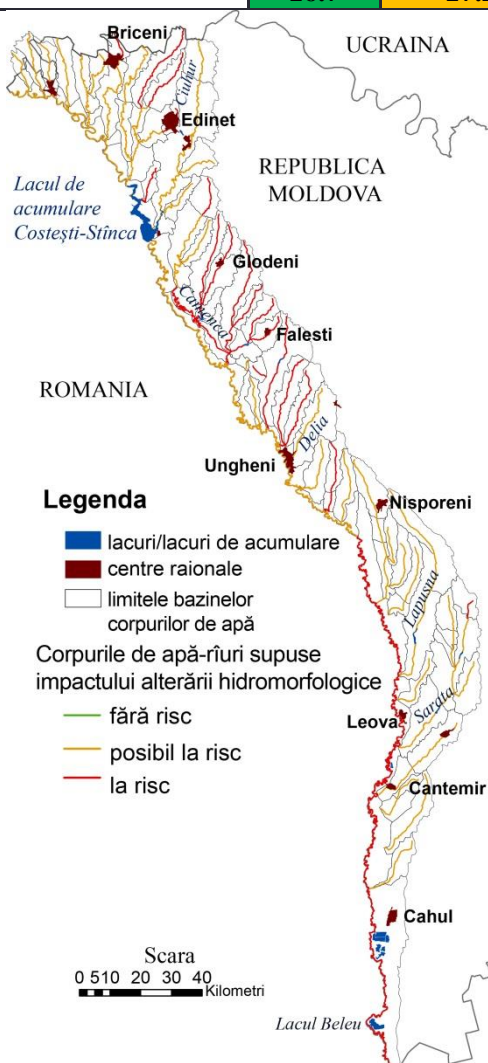 Briceni
UCRAINA
Ciuhur
Edinet
REPUBLICA
MOLDOVA
Lacul de
acumulare
Costești-Stînca
Glodeni
Camenca
Falesti
ROMANIA
Delia
Ungheni
Legenda
Nisporeni
lacuri/lacuri de acumulare
centre raionale
limitele bazinelor
corpurilor de apă
Lapusna
Corpurile de apă-rîuri supuse
impactului alterării hidromorfologice
fără risc
Sarata
Leova
posibil la risc
la risc
Cantemir
Cahul
Scara
0 5 10 20 30 40
Kilometri
Lacul Beleu